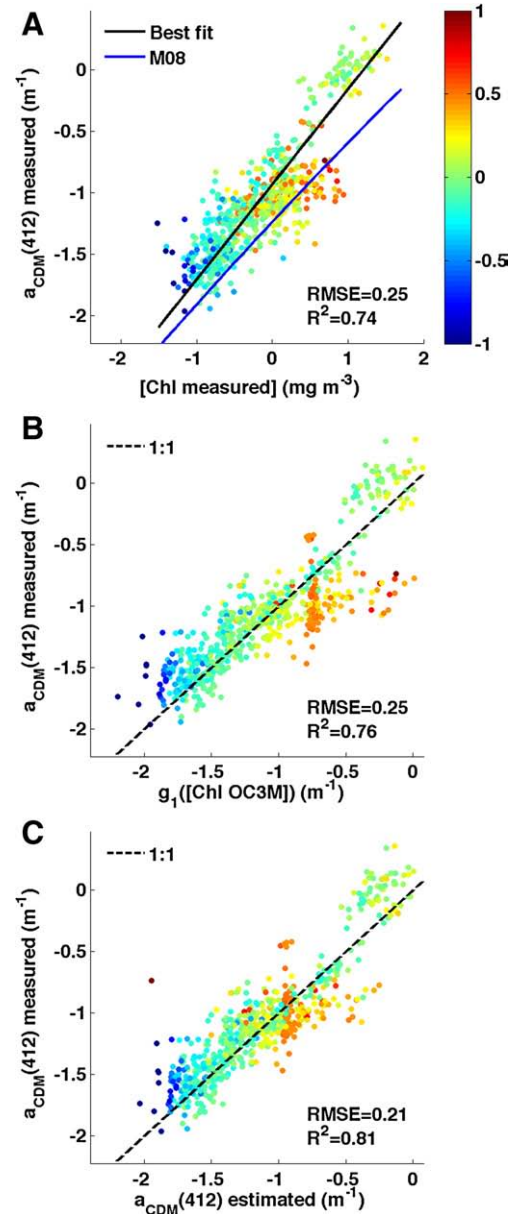 A
Best fit
M08
0
-0.5
-1
-1.5
-2
a_CDM(412) measured (m⁻¹)
RMSE=0.25
R²=0.74
-2 -1 0 1 2
[Chl measured] (mg m⁻³)
1
0.5
0
-0.5
-1
B
1:1
0
-0.5
-1
-1.5
-2
a_CDM(412) measured (m⁻¹)
RMSE=0.25
R²=0.76
-2 -1.5 -1 -0.5 0
g₁([Chl OC3M]) (m⁻¹)
C
1:1
0
-0.5
-1
-1.5
-2
a_CDM(412) measured (m⁻¹)
RMSE=0.21
R²=0.81
-2 -1.5 -1 -0.5 0
a_CDM(412) estimated (m⁻¹)